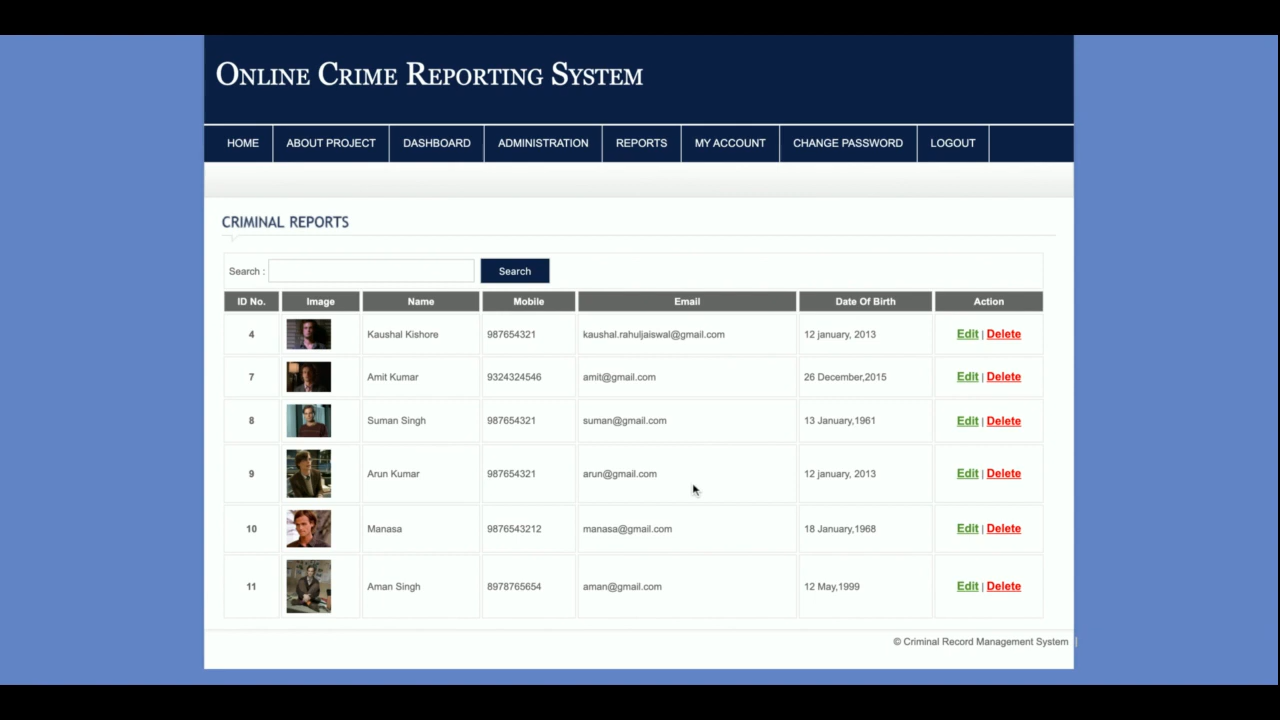 Online Crime Reporting System
HOME ABOUT PROJECT DASHBOARD ADMINISTRATION REPORTS MY ACCOUNT CHANGE PASSWORD LOGOUT
CRIMINAL REPORTS
Search : Search
ID No. Image Name Mobile Email Date Of Birth Action
4 Kaushal Kishore 987654321 kaushal.rahuljaiswal@gmail.com 12 january, 2013 Edit | Delete
7 Amit Kumar 9324324546 amit@gmail.com 26 December,2015 Edit | Delete
8 Suman Singh 987654321 suman@gmail.com 13 January,1961 Edit | Delete
9 Arun Kumar 987654321 arun@gmail.com 12 january, 2013 Edit | Delete
10 Manasa 9876543212 manasa@gmail.com 18 January,1968 Edit | Delete
11 Aman Singh 8978765654 aman@gmail.com 12 May,1999 Edit | Delete
© Criminal Record Management System |